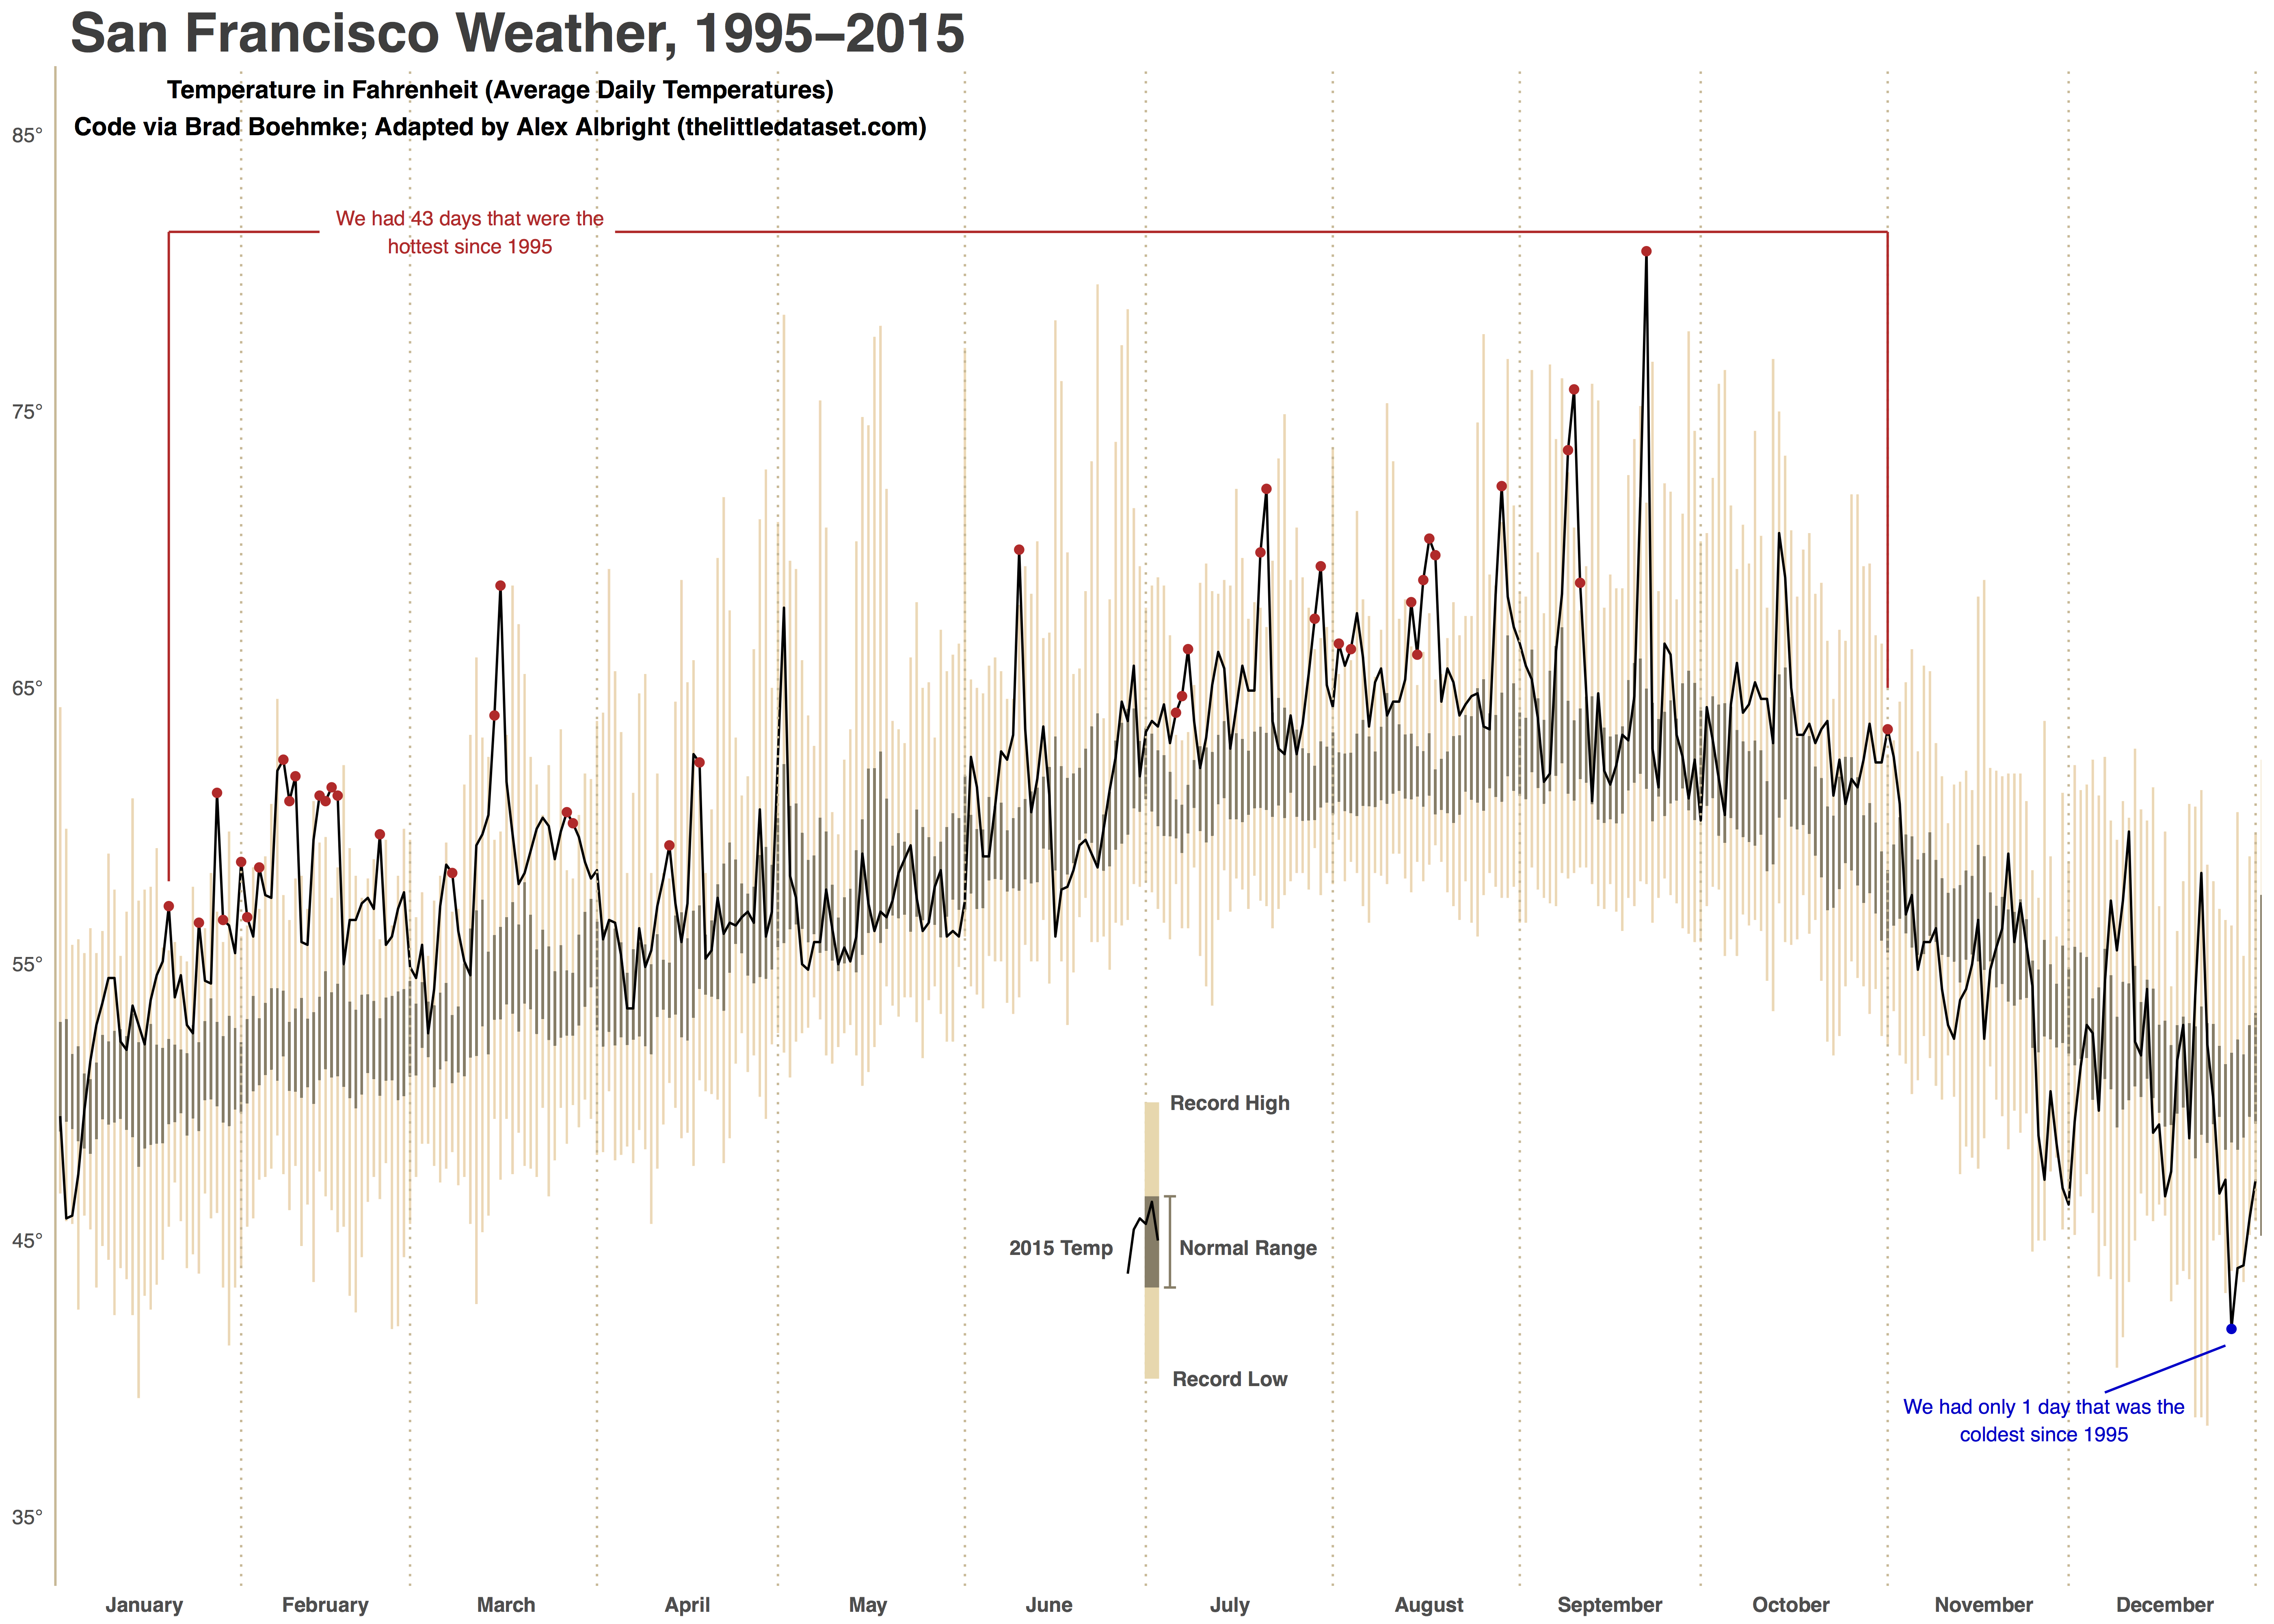 San Francisco Weather, 1995–2015
Temperature in Fahrenheit (Average Daily Temperatures)
Code via Brad Boehmke; Adapted by Alex Albright (thelittledataset.com)
85°
We had 43 days that were the
hottest since 1995
75°
65°
55°
Record High
45°
2015 Temp
Normal Range
Record Low
We had only 1 day that was the
coldest since 1995
35°
January
February
March
April
May
June
July
August
September
October
November
December